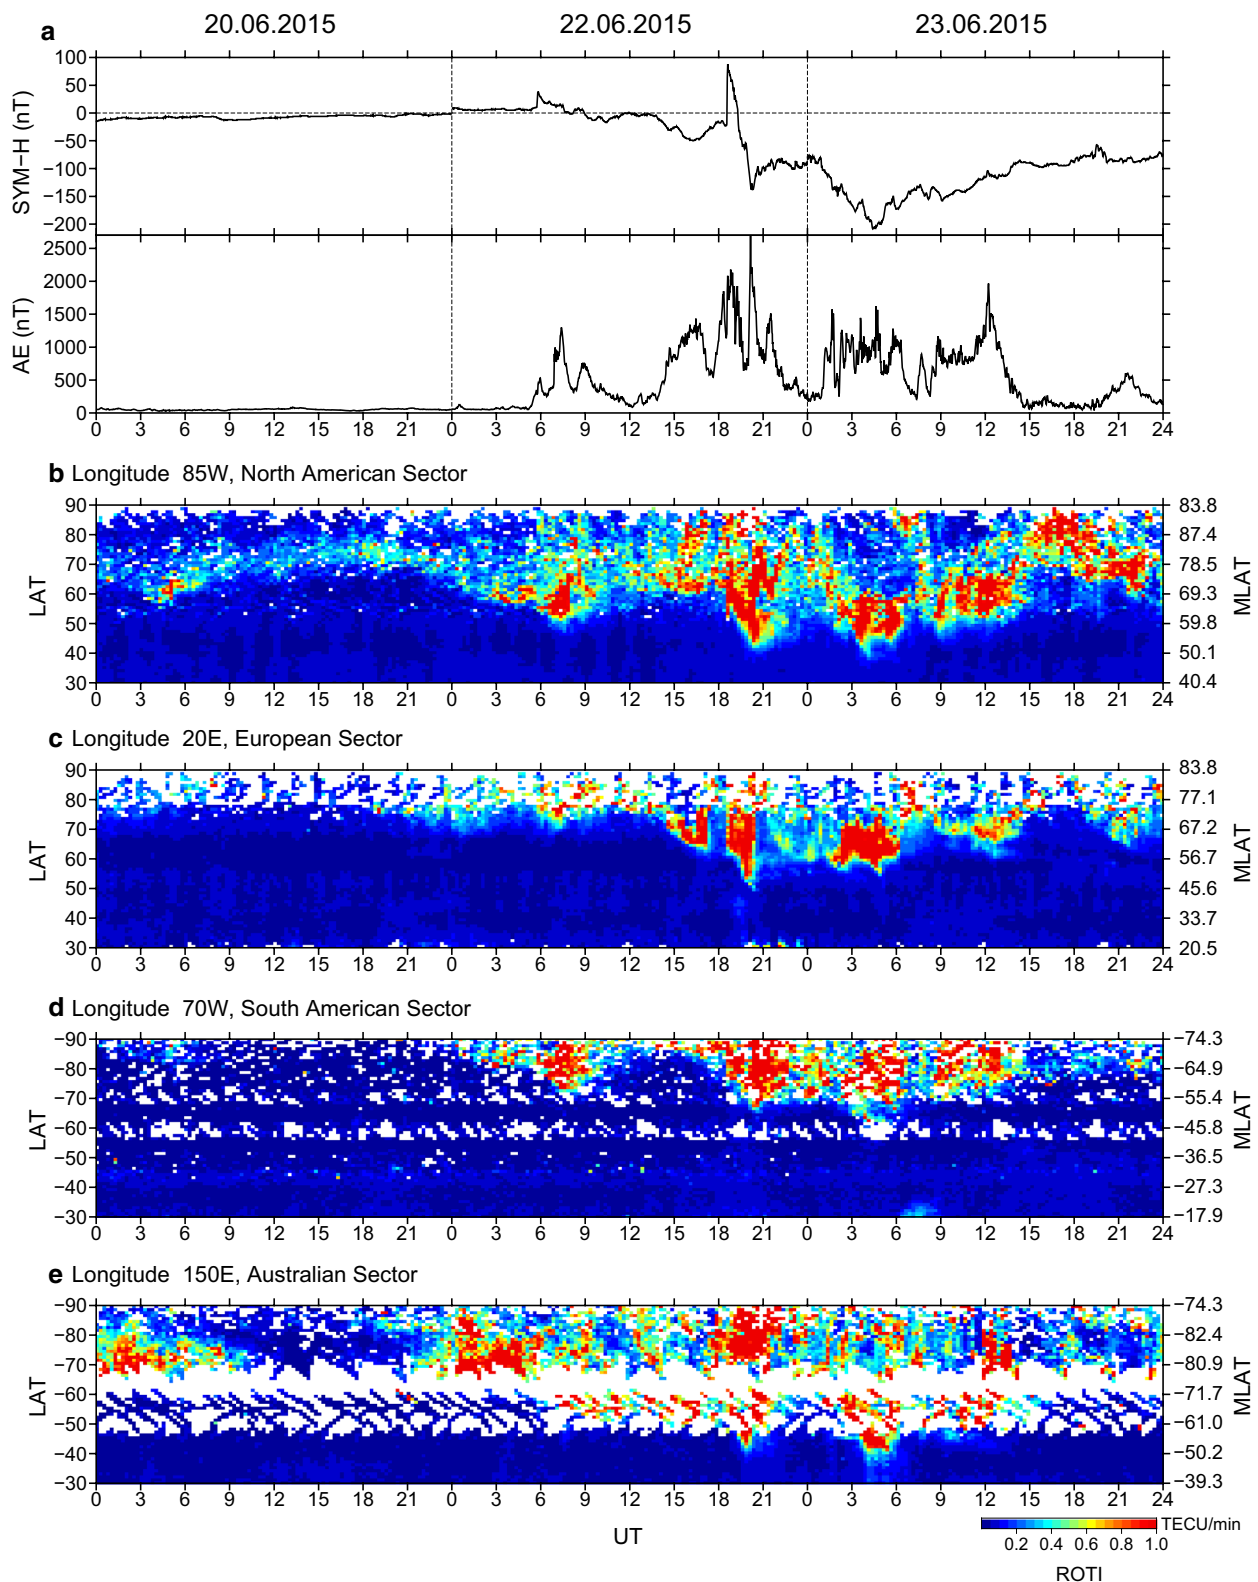 a 20.06.2015 22.06.2015 23.06.2015
100
50
0
−50
−100
−150
−200
SYM−H (nT)
2500
2000
1500
1000
500
0
AE (nT)
0 3 6 9 12 15 18 21 0 3 6 9 12 15 18 21 0 3 6 9 12 15 18 21 24
b Longitude 85W, North American Sector
90 83.8
80 87.4
70 78.5
60 69.3
50 59.8
40 50.1
30 40.4
LAT MLAT
0 3 6 9 12 15 18 21 0 3 6 9 12 15 18 21 0 3 6 9 12 15 18 21 24
c Longitude 20E, European Sector
90 83.8
80 77.1
70 67.2
60 56.7
50 45.6
40 33.7
30 20.5
LAT MLAT
0 3 6 9 12 15 18 21 0 3 6 9 12 15 18 21 0 3 6 9 12 15 18 21 24
d Longitude 70W, South American Sector
−90 −74.3
−80 −64.9
−70 −55.4
−60 −45.8
−50 −36.5
−40 −27.3
−30 −17.9
LAT MLAT
0 3 6 9 12 15 18 21 0 3 6 9 12 15 18 21 0 3 6 9 12 15 18 21 24
e Longitude 150E, Australian Sector
−90 −74.3
−80 −82.4
−70 −80.9
−60 −71.7
−50 −61.0
−40 −50.2
−30 −39.3
LAT MLAT
0 3 6 9 12 15 18 21 0 3 6 9 12 15 18 21 0 3 6 9 12 15 18 21 24
UT
TECU/min
0.2 0.4 0.6 0.8 1.0
ROTI